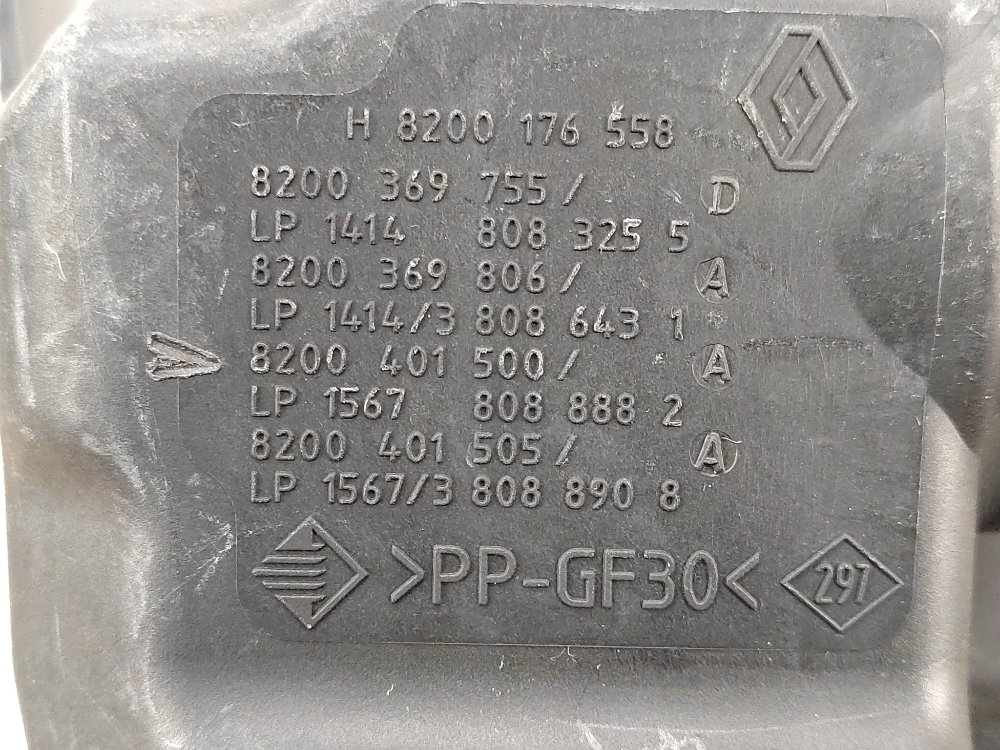 H 8200 176 558
8200 369 755/ D
LP 1414 808 325 5
8200 369 806/ A
LP 1414/3 808 643 1
8200 401 500/ A
LP 1567 808 888 2
8200 401 505/ A
LP 1567/3 808 890 8
>PP-GF30< 297